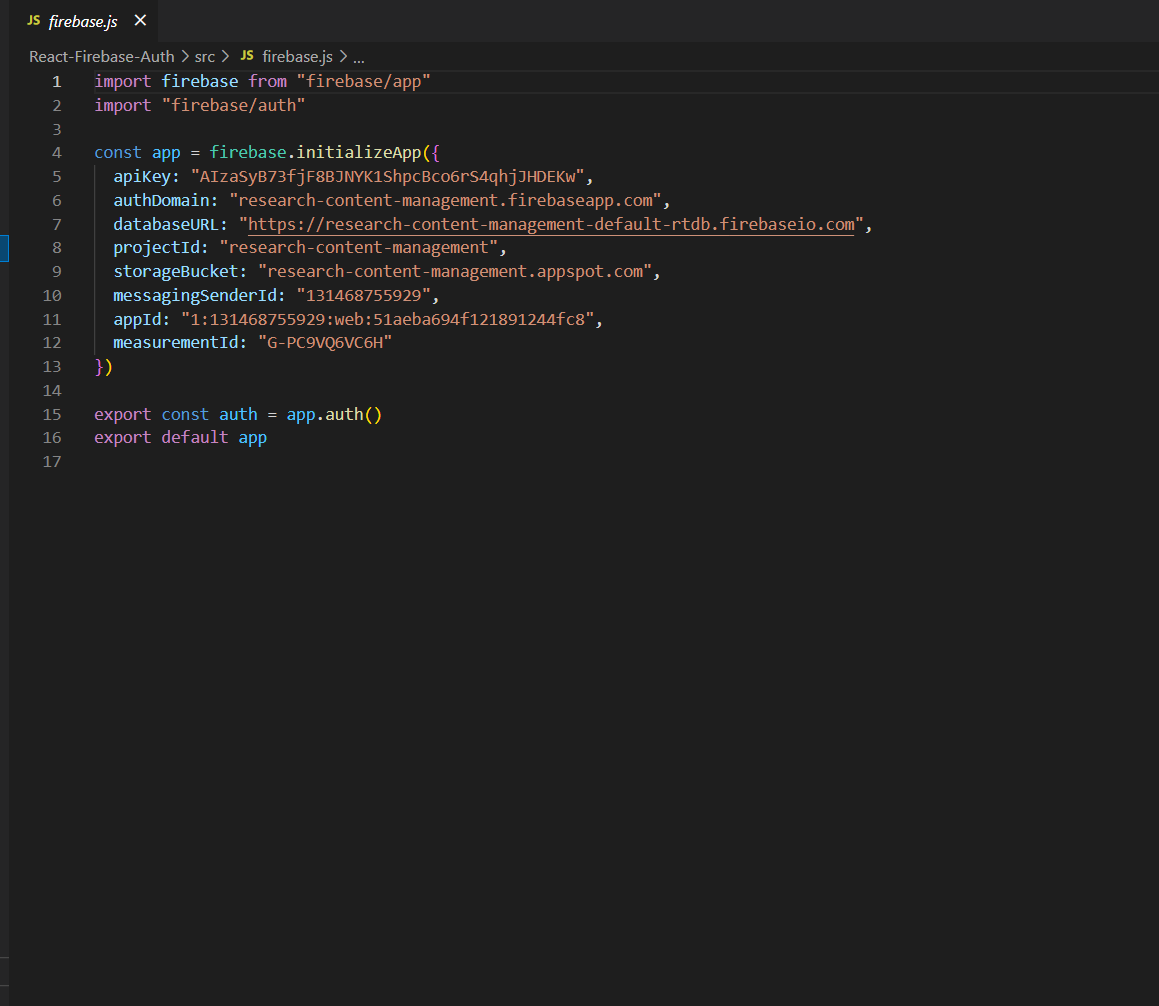 JS firebase.js ×
React-Firebase-Auth > src > JS firebase.js > ...
1 import firebase from "firebase/app"
2 import "firebase/auth"
3
4 const app = firebase.initializeApp({
5 apiKey: "AIzaSyB73fjF8BJNYK1ShpcBco6rS4qhjJHDEKw",
6 authDomain: "research-content-management.firebaseapp.com",
7 databaseURL: "https://research-content-management-default-rtdb.firebaseio.com",
8 projectId: "research-content-management",
9 storageBucket: "research-content-management.appspot.com",
10 messagingSenderId: "131468755929",
11 appId: "1:131468755929:web:51aeba694f121891244fc8",
12 measurementId: "G-PC9VQ6VC6H"
13 })
14
15 export const auth = app.auth()
16 export default app
17